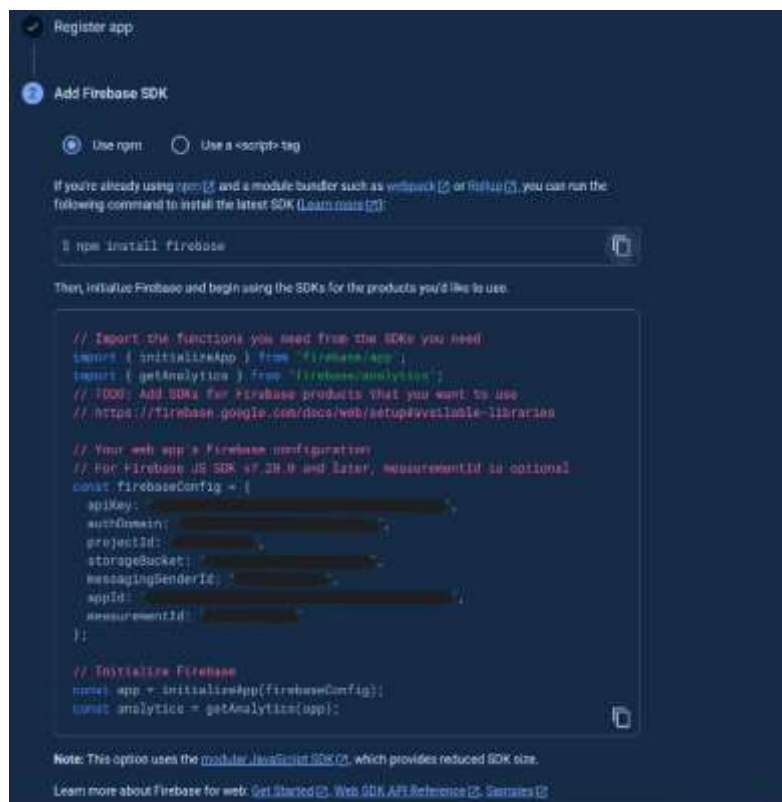 Register app
2
Add Firebase SDK
Use npm
Use a <script> tag
If you're already using npm and a module bundler such as webpack or Rollup, you can run the
following command to install the latest SDK (Learn more):
$ npm install firebase
Then, initialize Firebase and begin using the SDKs for the products you'd like to use.
// Import the functions you need from the SDKs you need
import { initializeApp } from "firebase/app";
import { getAnalytics } from "firebase/analytics";
// TODO: Add SDKs for Firebase products that you want to use
// https://firebase.google.com/docs/web/setup#available-libraries
// Your web app's Firebase configuration
// For Firebase JS SDK v7.20.0 and later, measurementId is optional
const firebaseConfig = {
apiKey: "",
authDomain: "",
projectId: "",
storageBucket: "",
messagingSenderId: "",
appId: "",
measurementId: ""
};
// Initialize Firebase
const app = initializeApp(firebaseConfig);
const analytics = getAnalytics(app);
Note: This option uses the modular JavaScript SDK, which provides reduced SDK size.
Learn more about Firebase for web: Get Started, Web SDK API Reference, Samples